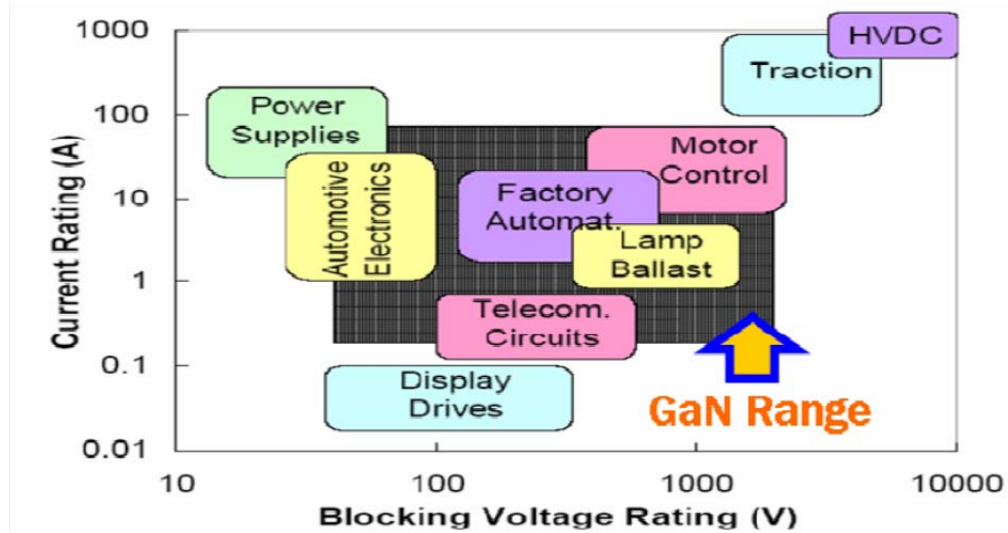 1000
100
10
1
0.1
0.01
Current Rating (A)
HVDC
Traction
Power
Supplies
Motor
Control
Automotive
Electronics
Factory
Automat.
Lamp
Ballast
Telecom.
Circuits
Display
Drives
GaN Range
10
100
1000
10000
Blocking Voltage Rating (V)